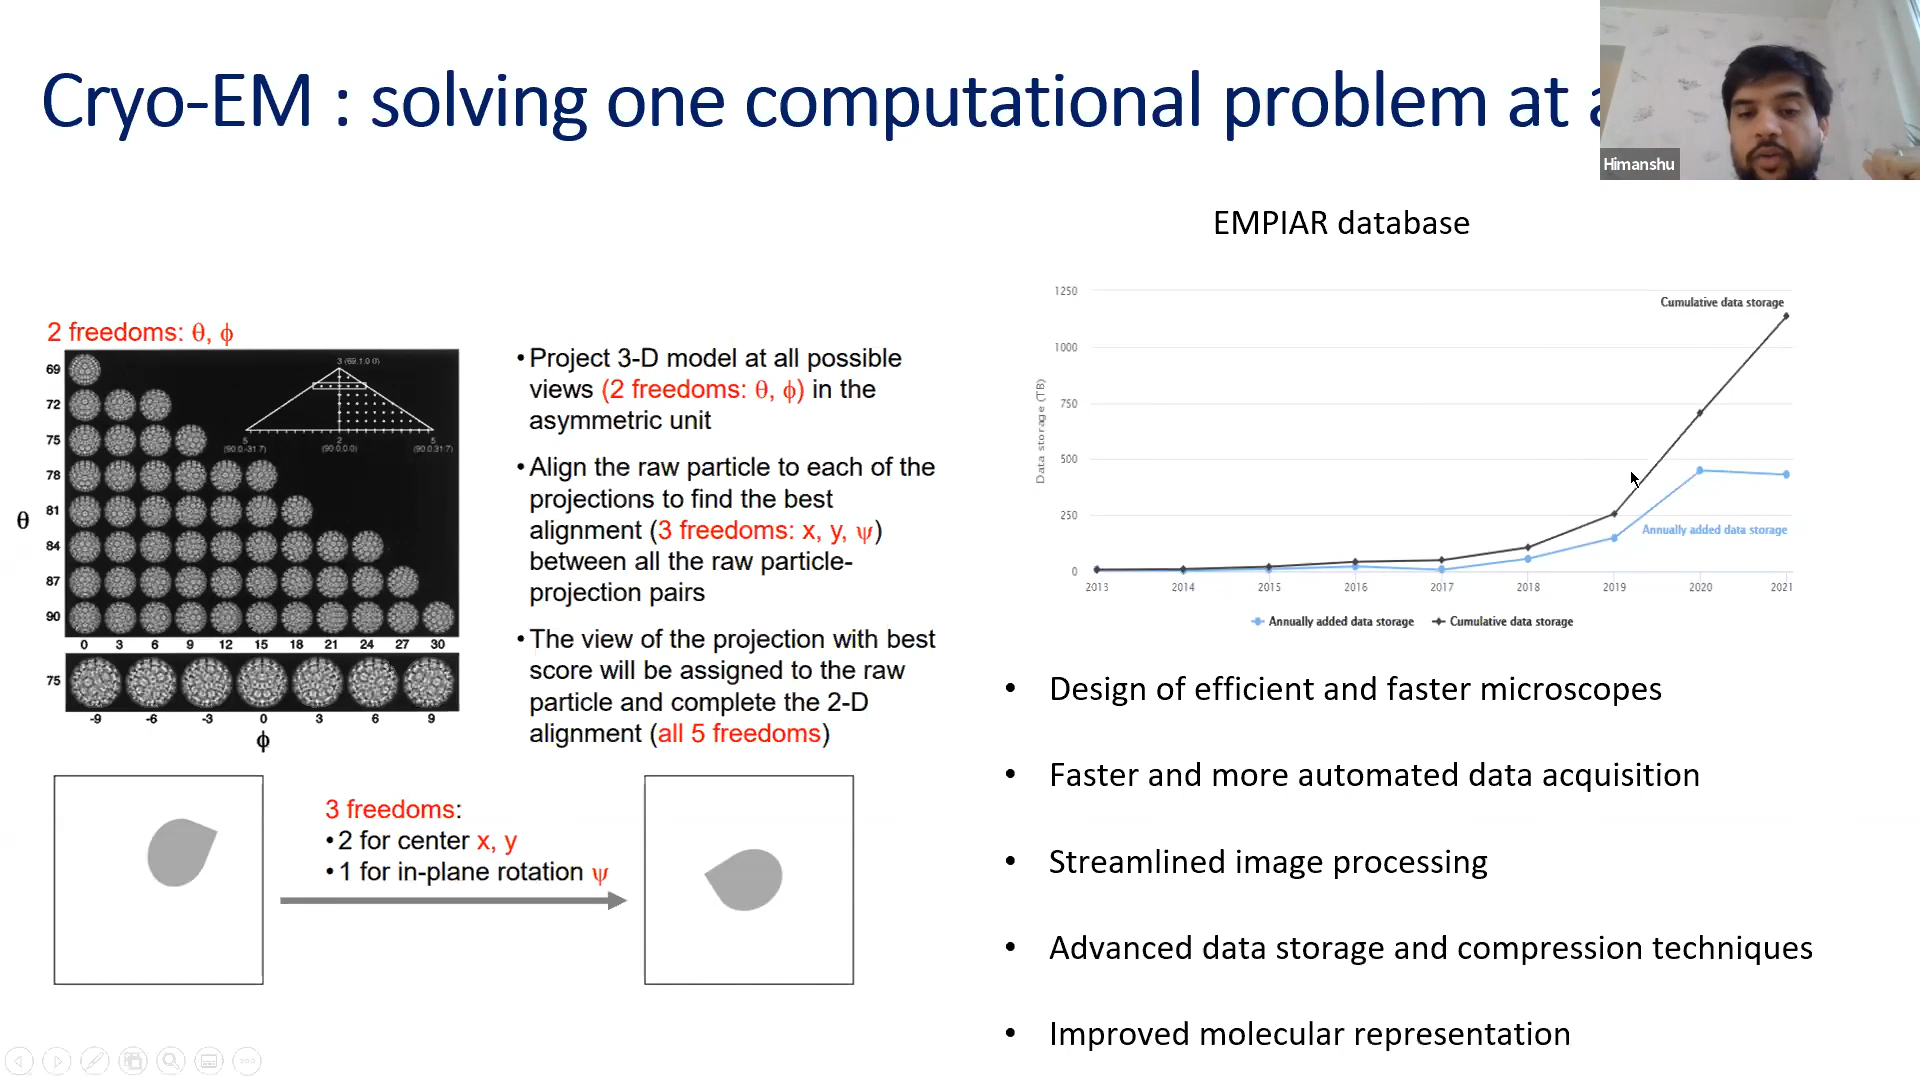 Cryo-EM : solving one computational problem at a
Himanshu
EMPIAR database
2 freedoms: θ, ϕ
69
72
75
78
81
84
87
90
θ
3 (69.1,0.0)
5
2
5
(90.0,-31.7)
(90.0,0.0)
(90.0,31.7)
0 3 6 9 12 15 18 21 24 27 30
75
-9 -6 -3 0 3 6 9
ϕ
•Project 3-D model at all possible
views (2 freedoms: θ, ϕ) in the
asymmetric unit
•Align the raw particle to each of the
projections to find the best
alignment (3 freedoms: x, y, ψ)
between all the raw particle-
projection pairs
•The view of the projection with best
score will be assigned to the raw
particle and complete the 2-D
alignment (all 5 freedoms)
3 freedoms:
•2 for center x, y
•1 for in-plane rotation ψ
1250
1000
750
500
250
0
Data storage (TB)
Cumulative data storage
Annually added data storage
2013 2014 2015 2016 2017 2018 2019 2020 2021
Annually added data storage Cumulative data storage
• Design of efficient and faster microscopes
• Faster and more automated data acquisition
• Streamlined image processing
• Advanced data storage and compression techniques
• Improved molecular representation